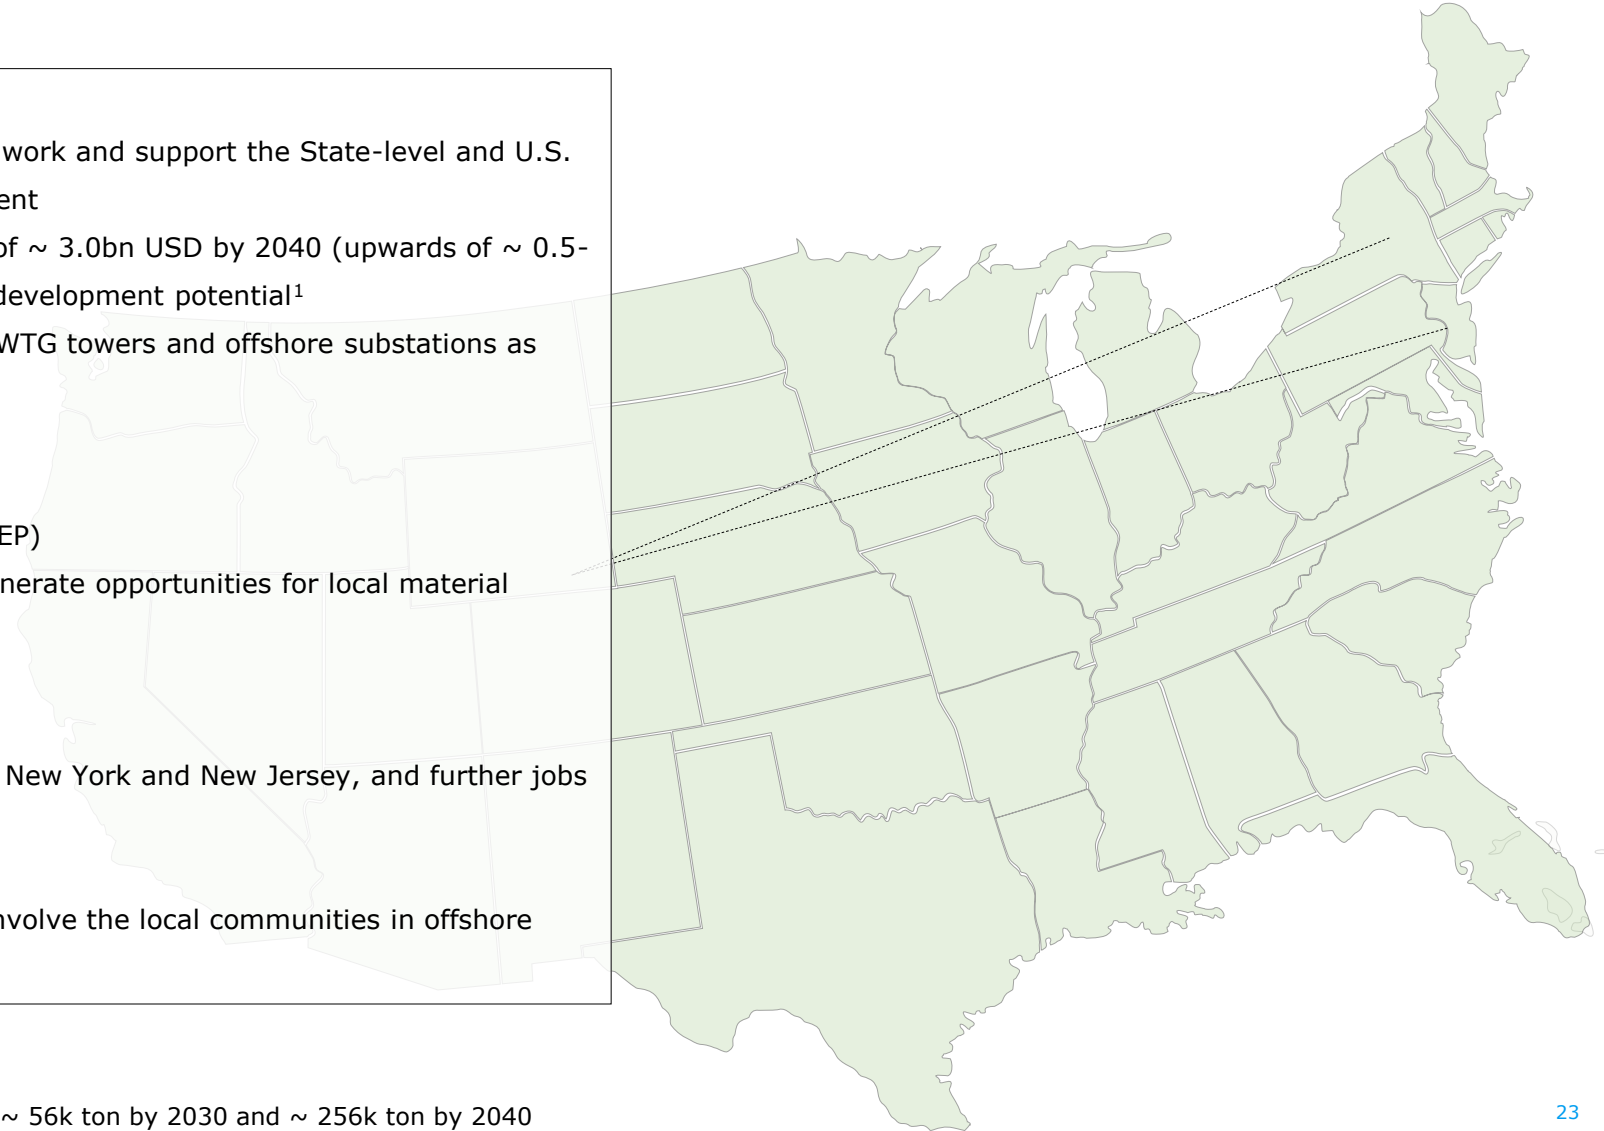 work and support the State-level and U.S.
ent
of ~ 3.0bn USD by 2040 (upwards of ~ 0.5-
development potential¹
WTG towers and offshore substations as
EP)
nerate opportunities for local material
New York and New Jersey, and further jobs
nvolve the local communities in offshore
~ 56k ton by 2030 and ~ 256k ton by 2040
23